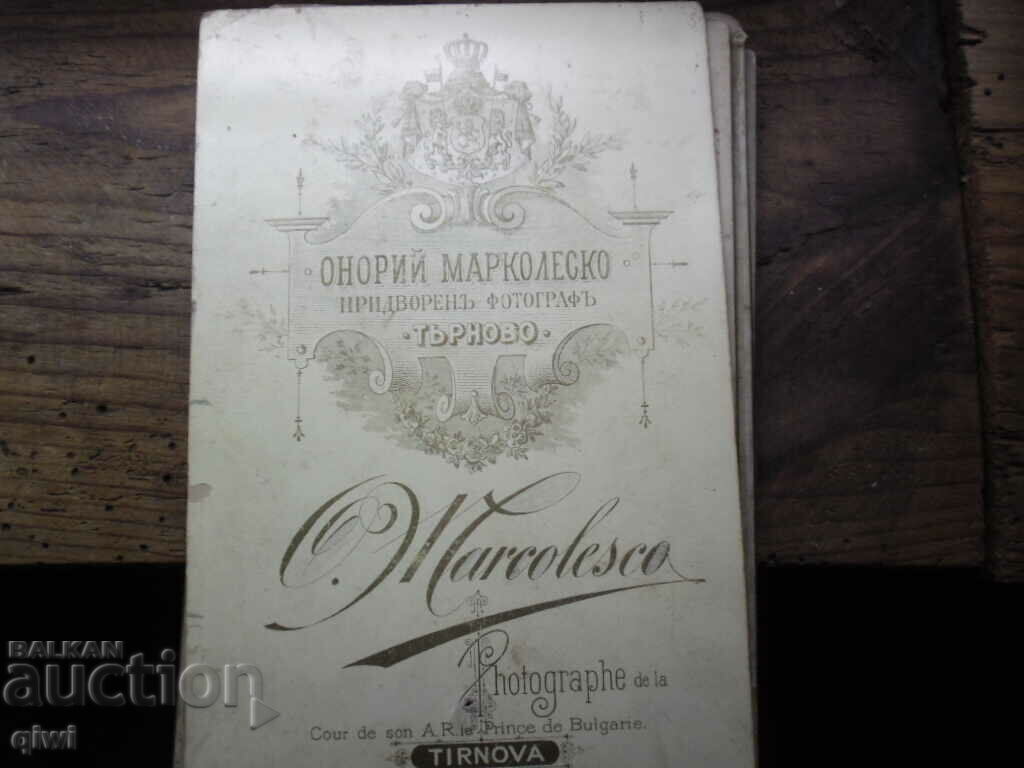 ОНОРИЙ МАРКОЛЕСКО
ПРИДВОРЕНЪ ФОТОГРАФЪ
·ТЪРНОВО·
O. Marcolesco
Photographe de la
Cour de son A.R. le Prince de Bulgarie.
TIRNOVA
BALKAN
auction
qiwi